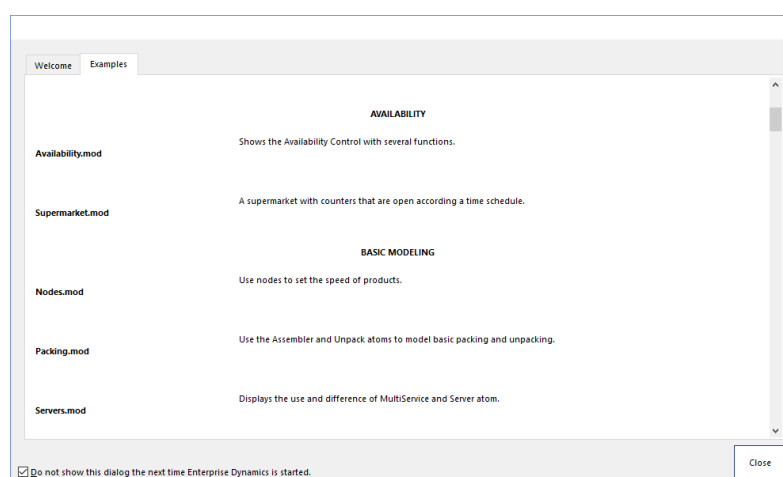 Welcome
Examples
AVAILABILITY
Shows the Availability Control with several functions.
Availability.mod
A supermarket with counters that are open according a time schedule.
Supermarket.mod
BASIC MODELING
Use nodes to set the speed of products.
Nodes.mod
Use the Assembler and Unpack atoms to model basic packing and unpacking.
Packing.mod
Displays the use and difference of MultiService and Server atom.
Servers.mod
Close
Do not show this dialog the next time Enterprise Dynamics is started.